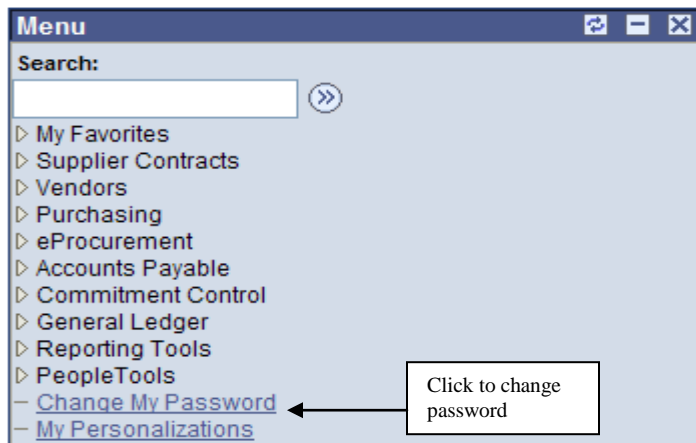 Menu
Search:
My Favorites
Supplier Contracts
Vendors
Purchasing
eProcurement
Accounts Payable
Commitment Control
General Ledger
Reporting Tools
PeopleTools
Change My Password
My Personalizations
Click to change
password